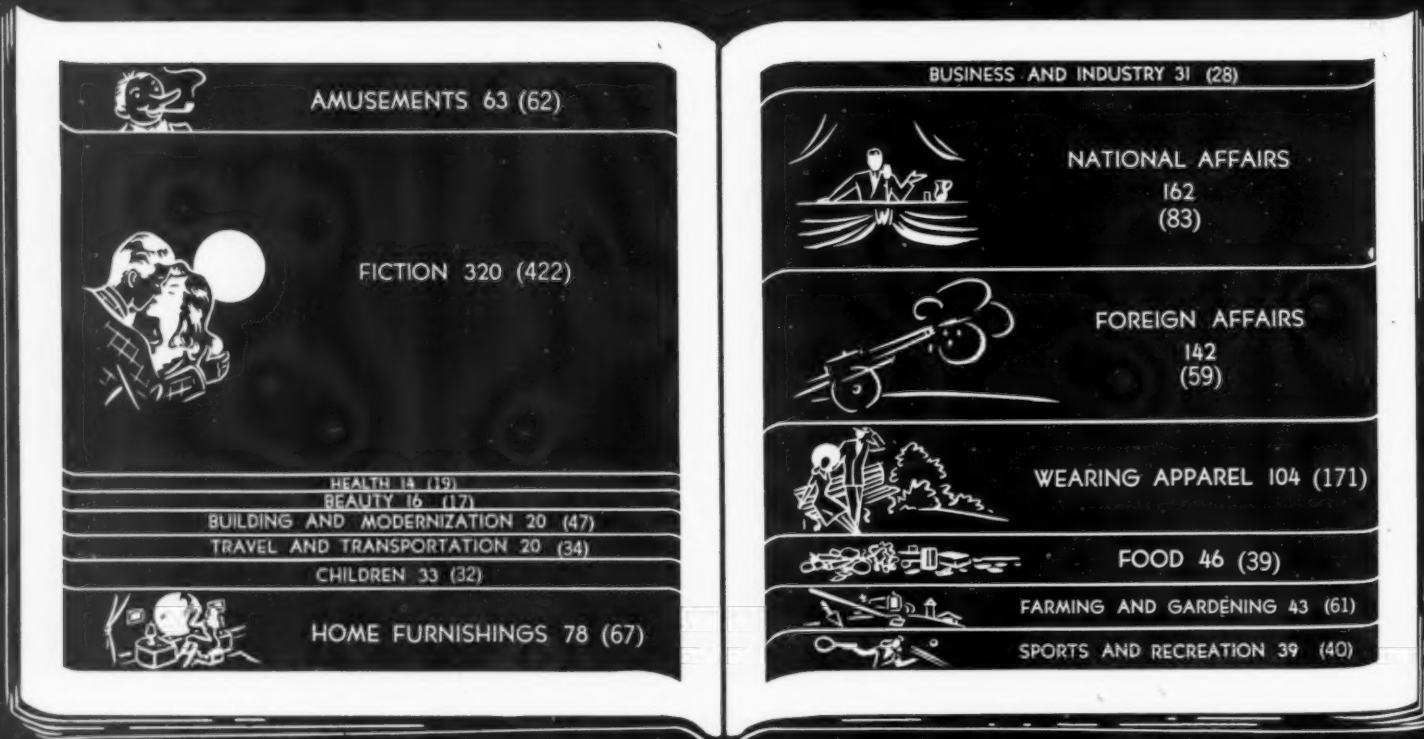 AMUSEMENTS 63 (62)
FICTION 320 (422)
HEALTH 14 (19)
BEAUTY 16 (17)
BUILDING AND MODERNIZATION 20 (47)
TRAVEL AND TRANSPORTATION 20 (34)
CHILDREN 33 (32)
HOME FURNISHINGS 78 (67)
BUSINESS AND INDUSTRY 31 (28)
NATIONAL AFFAIRS
162
(83)
FOREIGN AFFAIRS
142
(59)
WEARING APPAREL 104 (171)
FOOD 46 (39)
FARMING AND GARDENING 43 (61)
SPORTS AND RECREATION 39 (40)